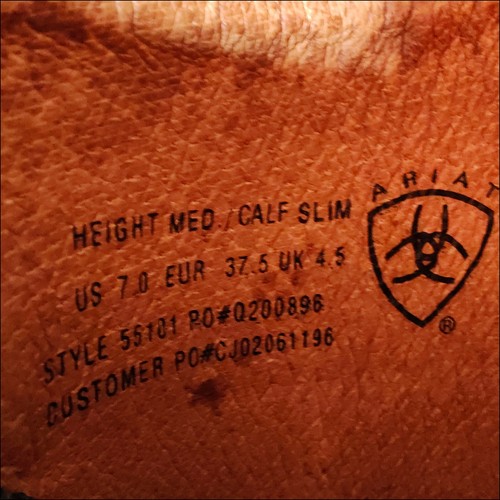 ARIAT
HEIGHT MED / CALF SLIM
US 7.0 EUR 37.5 UK 4.5
STYLE 55101 PO#Q200896
CUSTOMER PO#CJ02061196
®